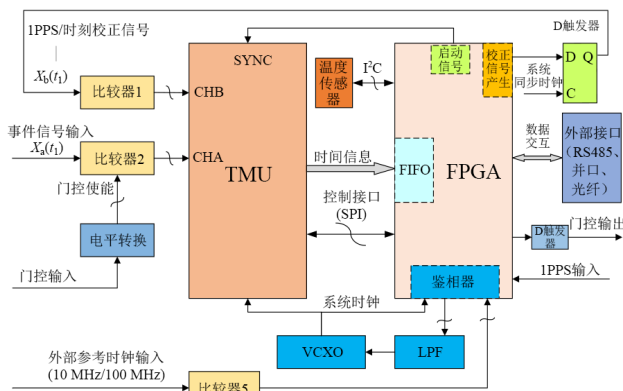 1PPS/时刻校正信号
D触发器
SYNC
启动
信号
校正
信号
产生
D Q
C
系统
同步时钟
温度
传感
器
I²C
Xb(t1)
比较器1
CHB
事件信号输入
Xa(t1)
比较器2
CHA
TMU
时间信息
FIFO
FPGA
数据
交互
外部接口
(RS485、
并口、
光纤)
门控使能
控制接口
(SPI)
电平转换
D触发
器
门控输出
门控输入
鉴相器
1PPS输入
系统时钟
VCXO
LPF
外部参考时钟输入
(10 MHz/100 MHz)
比较器5